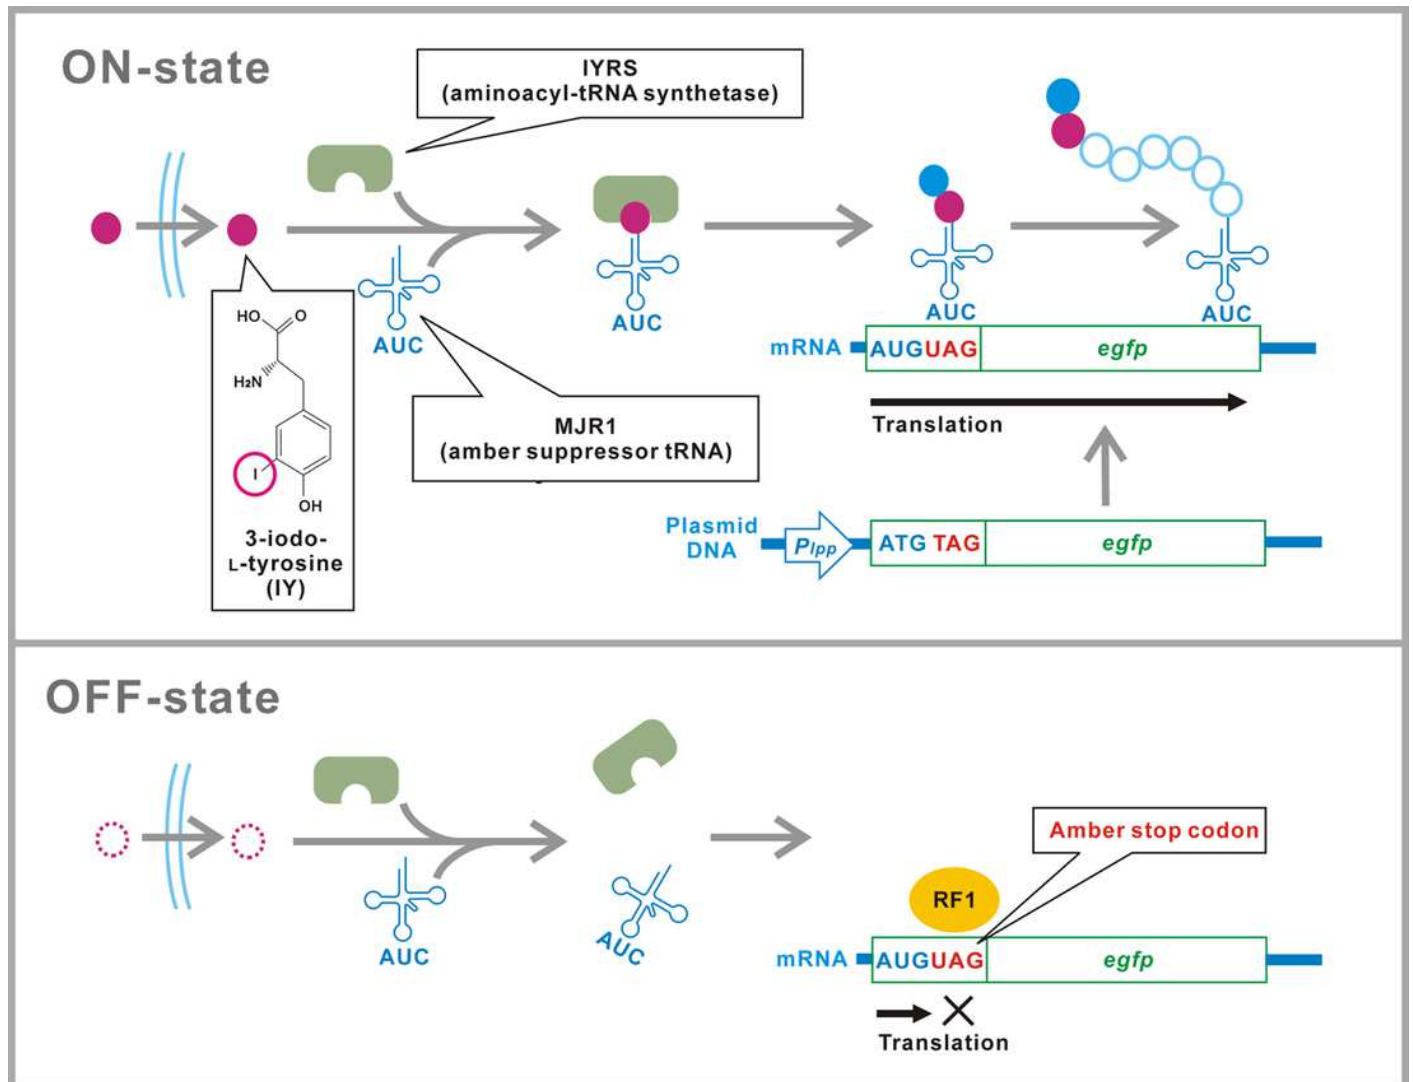 ON-state
IYRS
(aminoacyl-tRNA synthetase)
AUC
AUC
AUC
AUC
HO
O
H₂N
I
OH
3-iodo-
L-tyrosine
(IY)
MJR1
(amber suppressor tRNA)
mRNA AUGUAG egfp
Translation
Plasmid
DNA
Plpp ATG TAG egfp
OFF-state
AUC
AUC
Amber stop codon
RF1
mRNA AUGUAG egfp
Translation